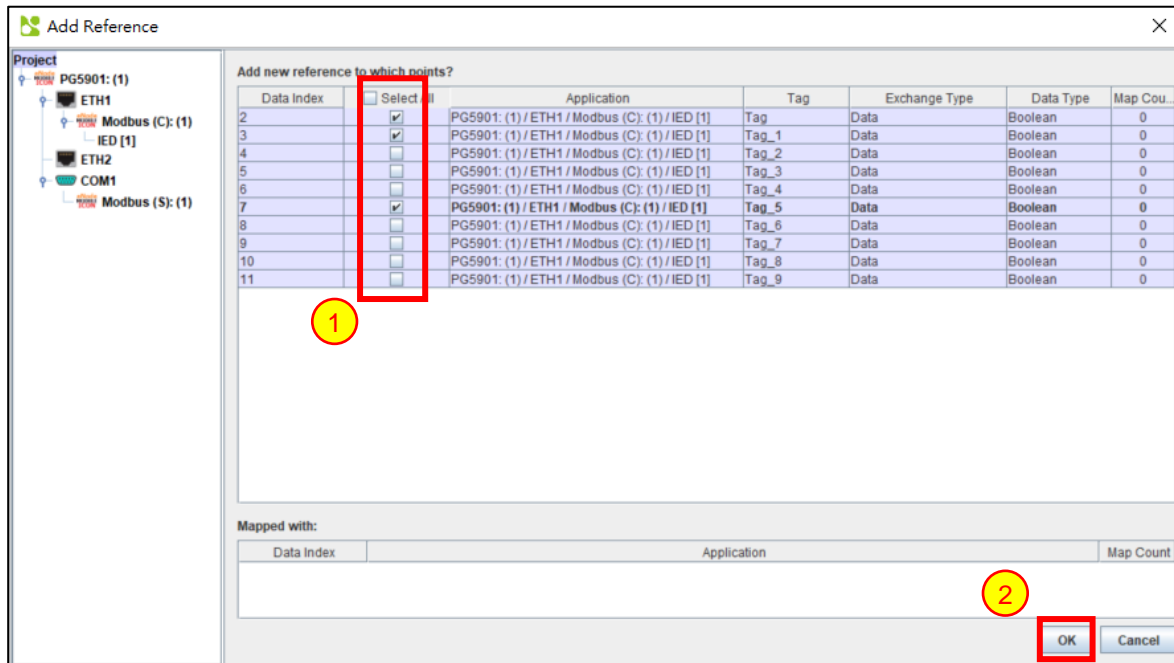 Add Reference
Project
PG5901: (1)
ETH1
Modbus (C): (1)
IED [1]
ETH2
COM1
Modbus (S): (1)
Add new reference to which points?
Data Index Select All Application Tag Exchange Type Data Type Map Cou...
2 PG5901: (1) / ETH1 / Modbus (C): (1) / IED [1] Tag Data Boolean 0
3 PG5901: (1) / ETH1 / Modbus (C): (1) / IED [1] Tag_1 Data Boolean 0
4 PG5901: (1) / ETH1 / Modbus (C): (1) / IED [1] Tag_2 Data Boolean 0
5 PG5901: (1) / ETH1 / Modbus (C): (1) / IED [1] Tag_3 Data Boolean 0
6 PG5901: (1) / ETH1 / Modbus (C): (1) / IED [1] Tag_4 Data Boolean 0
7 PG5901: (1) / ETH1 / Modbus (C): (1) / IED [1] Tag_5 Data Boolean 0
8 PG5901: (1) / ETH1 / Modbus (C): (1) / IED [1] Tag_6 Data Boolean 0
9 PG5901: (1) / ETH1 / Modbus (C): (1) / IED [1] Tag_7 Data Boolean 0
10 PG5901: (1) / ETH1 / Modbus (C): (1) / IED [1] Tag_8 Data Boolean 0
11 PG5901: (1) / ETH1 / Modbus (C): (1) / IED [1] Tag_9 Data Boolean 0
1
Mapped with:
Data Index Application Map Count
2
OK Cancel